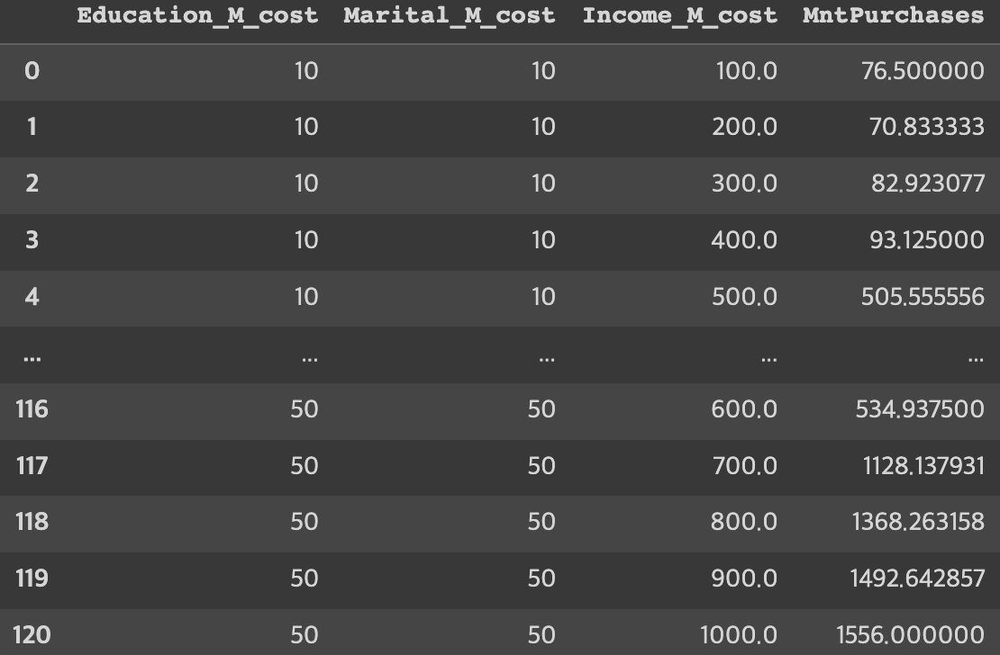 Education_M_cost Marital_M_cost Income_M_cost MntPurchases
0 10 10 100.0 76.500000
1 10 10 200.0 70.833333
2 10 10 300.0 82.923077
3 10 10 400.0 93.125000
4 10 10 500.0 505.555556
... ... ... ... ...
116 50 50 600.0 534.937500
117 50 50 700.0 1128.137931
118 50 50 800.0 1368.263158
119 50 50 900.0 1492.642857
120 50 50 1000.0 1556.000000